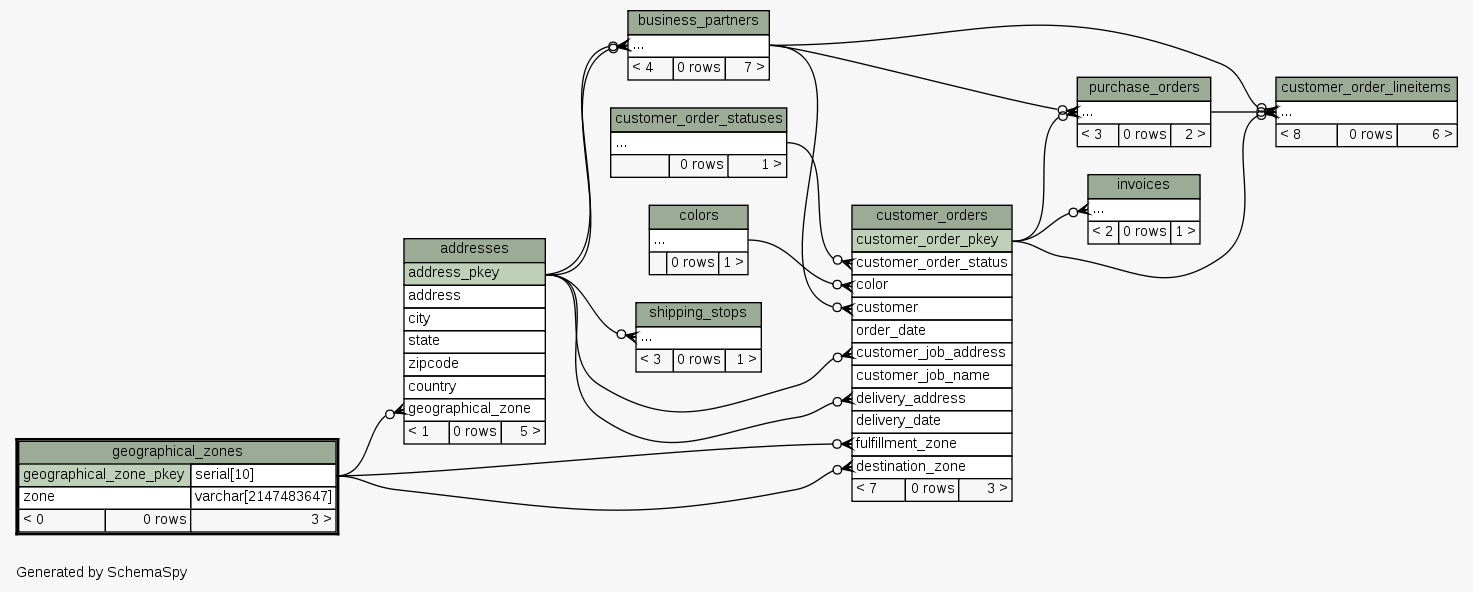 business_partners
...
< 4 0 rows 7 >
purchase_orders
...
< 3 0 rows 2 >
customer_order_lineitems
...
< 8 0 rows 6 >
customer_order_statuses
...
0 rows 1 >
invoices
...
< 2 0 rows 1 >
colors
...
0 rows 1 >
customer_orders
customer_order_pkey
customer_order_status
color
customer
order_date
customer_job_address
customer_job_name
delivery_address
delivery_date
fulfillment_zone
destination_zone
< 7 0 rows 3 >
addresses
address_pkey
address
city
state
zipcode
country
geographical_zone
< 1 0 rows 5 >
shipping_stops
...
< 3 0 rows 1 >
geographical_zones
geographical_zone_pkey serial[10]
zone varchar[2147483647]
< 0 0 rows 3 >
Generated by SchemaSpy